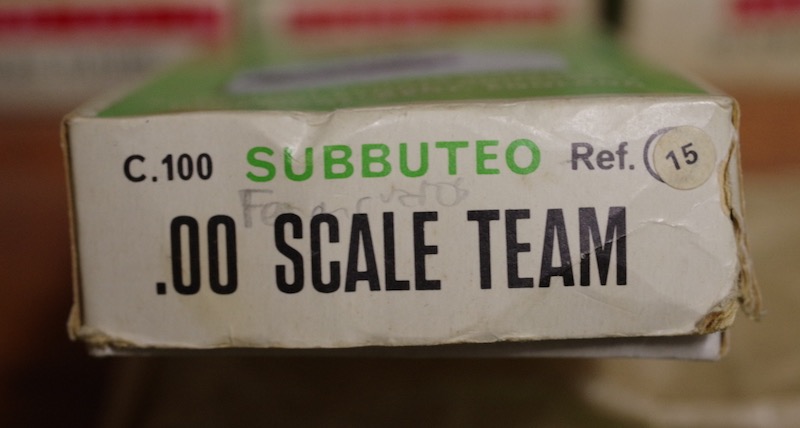 C.100 SUBBUTEO Ref. 15
.00 SCALE TEAM